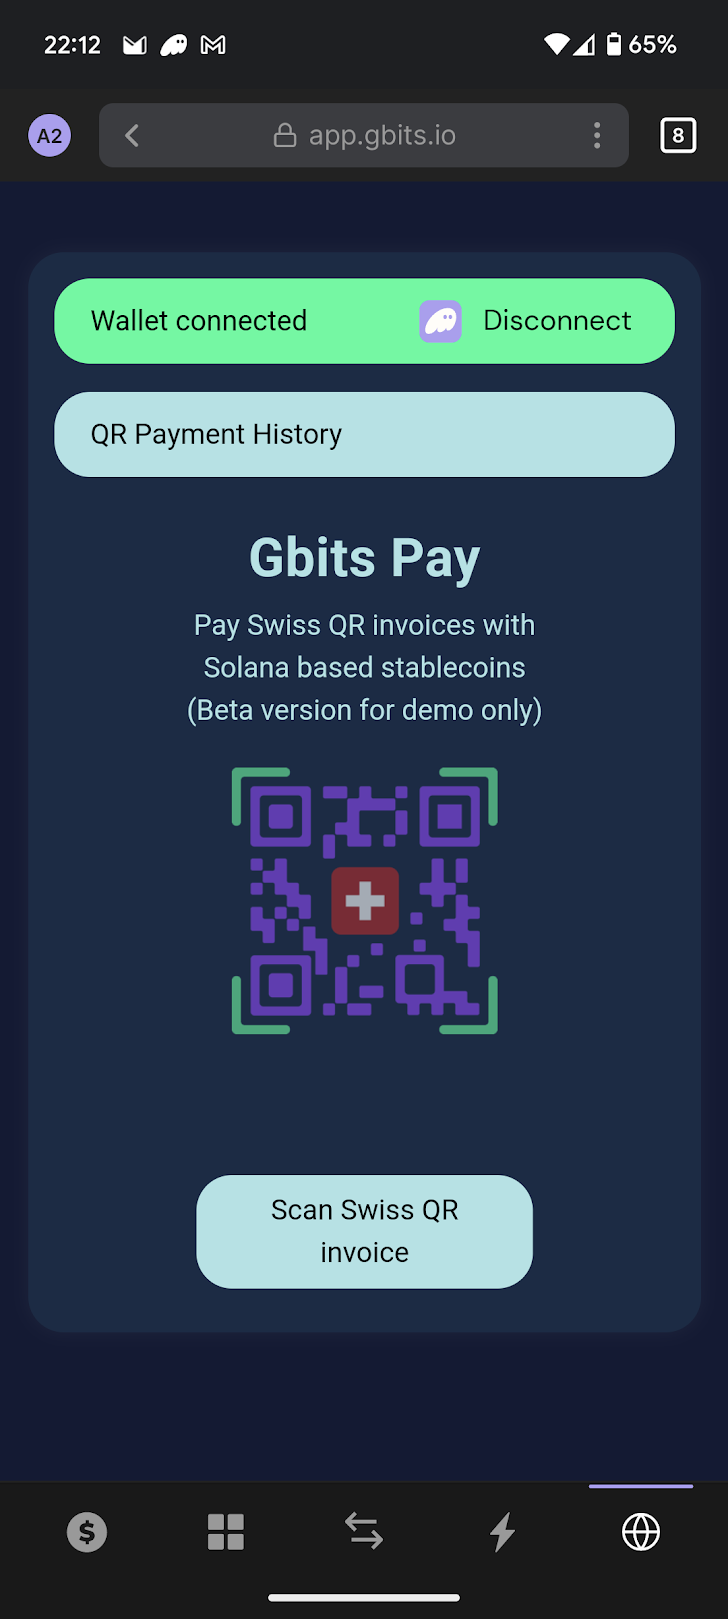 22:12
65%
A2
app.gbits.io
8
Wallet connected
Disconnect
QR Payment History
Gbits Pay
Pay Swiss QR invoices with
Solana based stablecoins
(Beta version for demo only)
Scan Swiss QR
invoice